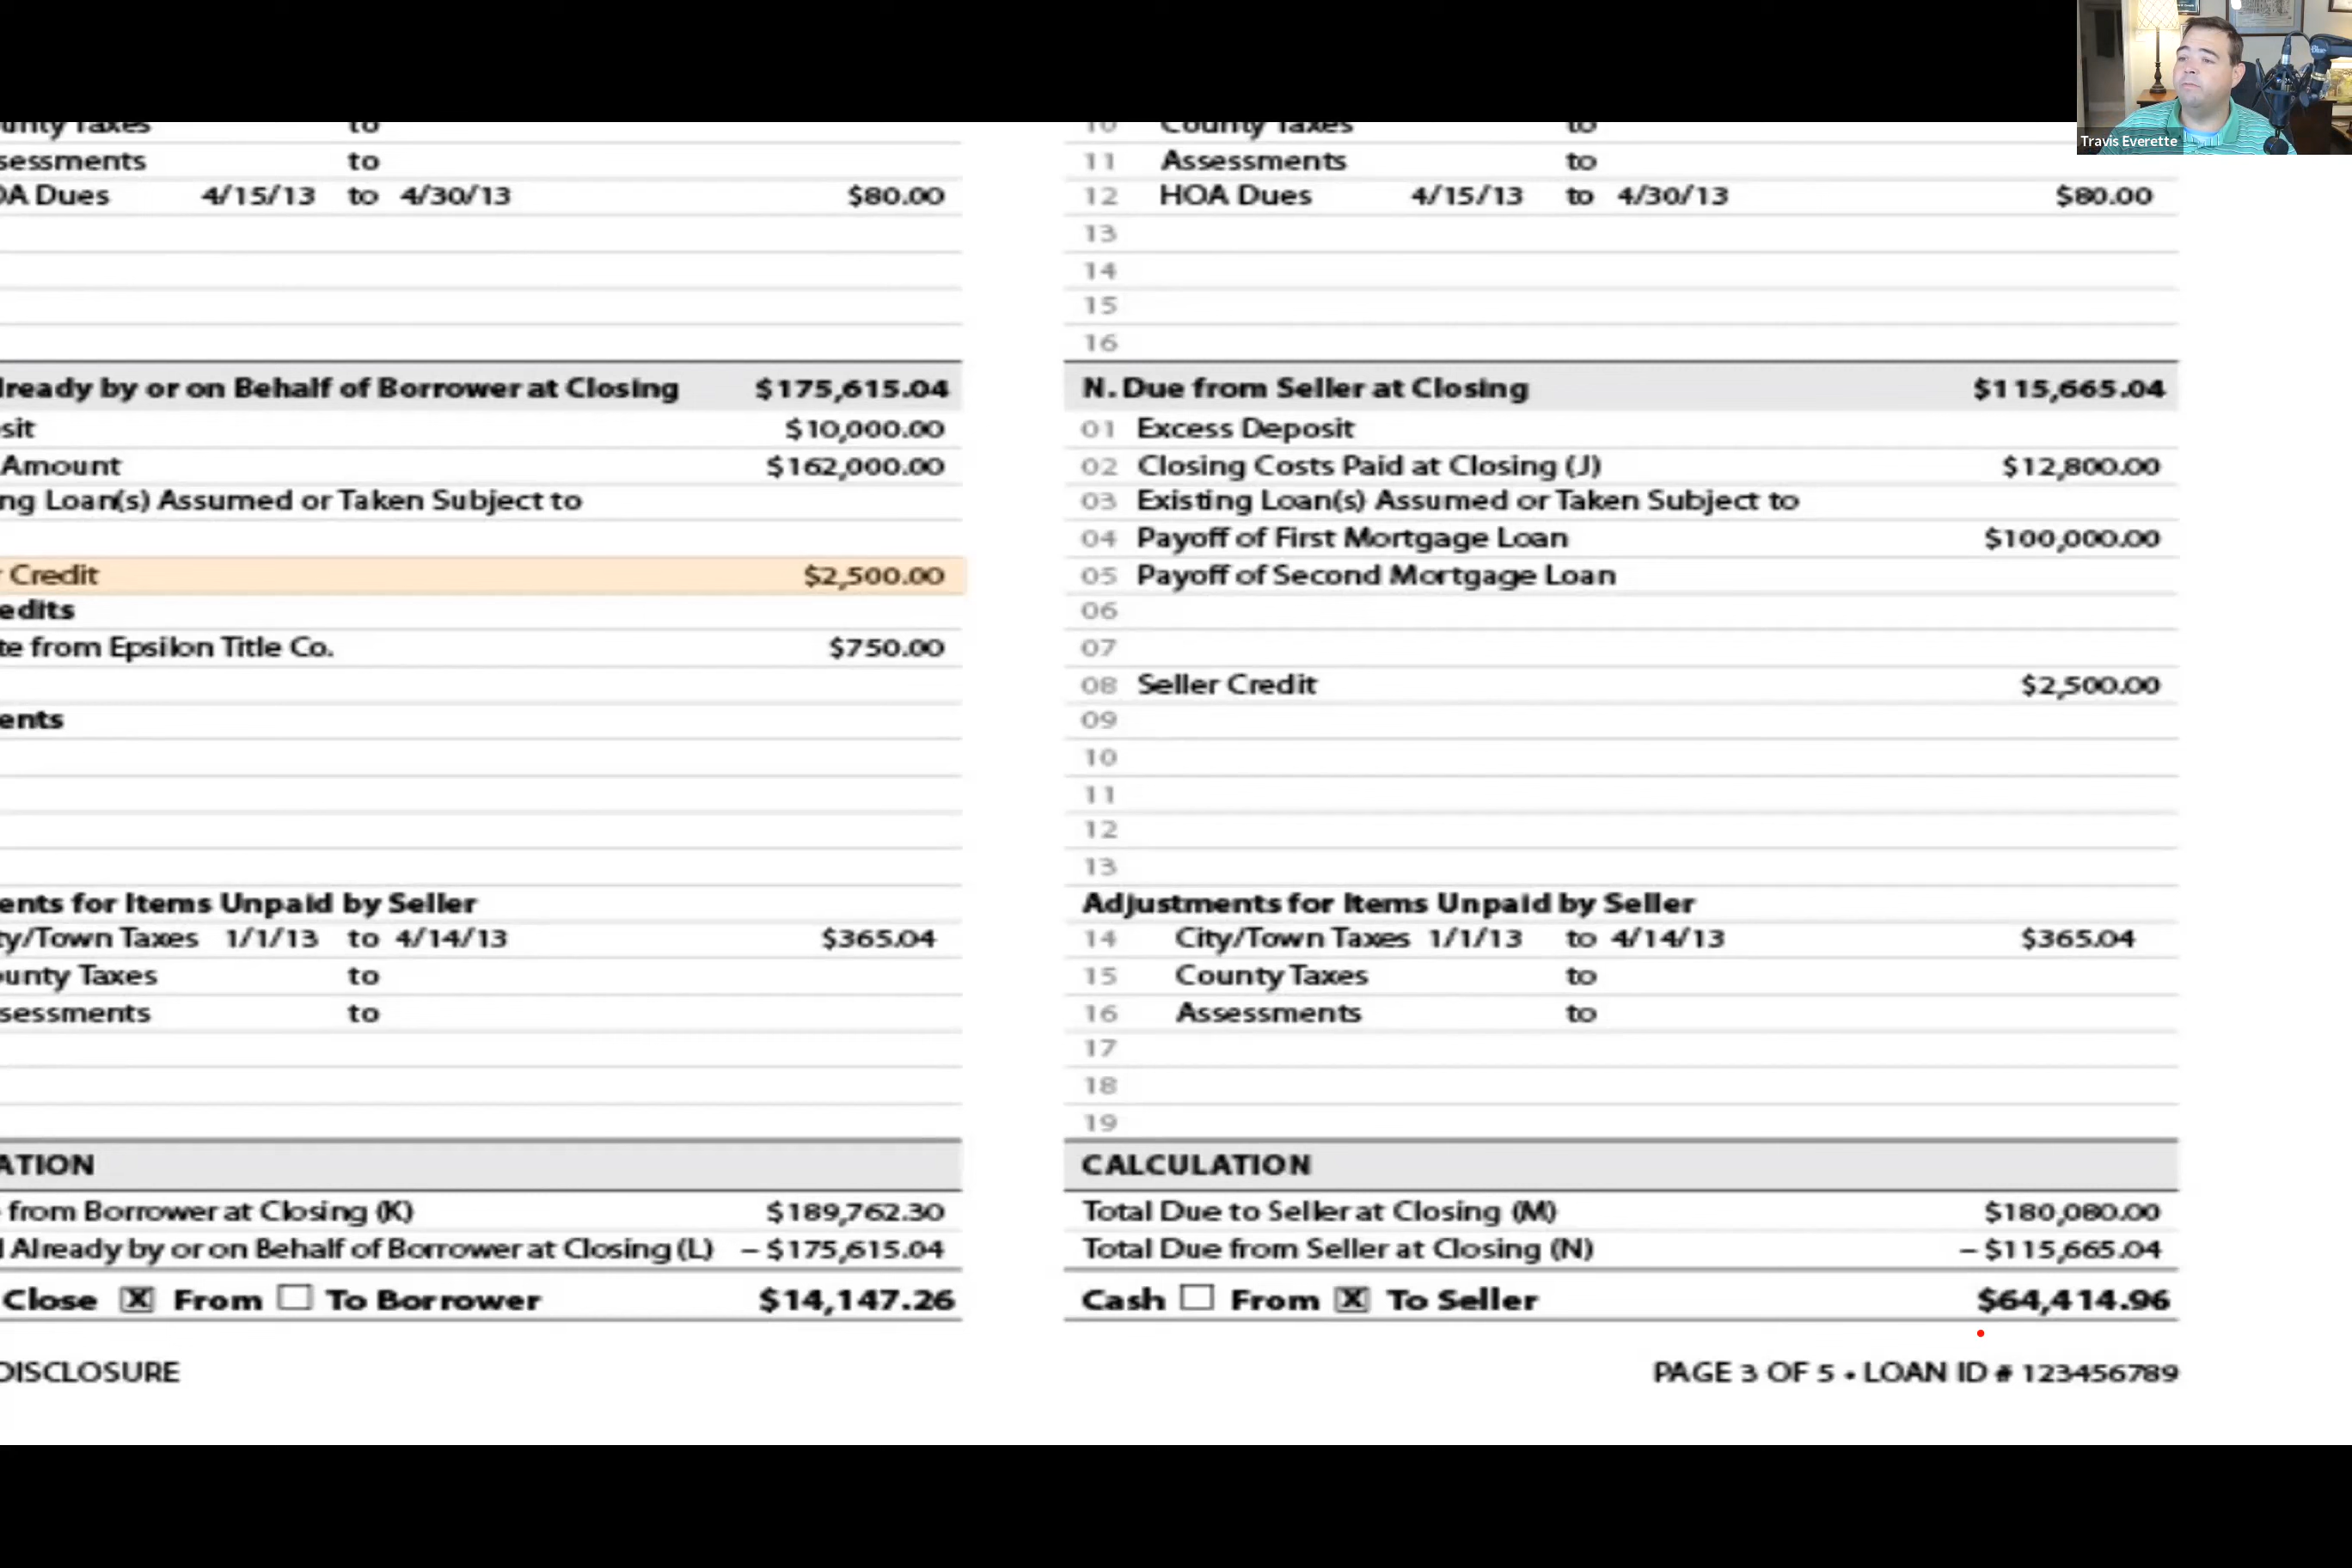 Travis Everette
unty Taxes to
sessments to
OA Dues 4/15/13 to 4/30/13 $80.00
lready by or on Behalf of Borrower at Closing $175,615.04
sit $10,000.00
Amount $162,000.00
ng Loan(s) Assumed or Taken Subject to
r Credit $2,500.00
edits
te from Epsilon Title Co. $750.00
ents
ents for Items Unpaid by Seller
ty/Town Taxes 1/1/13 to 4/14/13 $365.04
ounty Taxes to
sessments to
ATION
from Borrower at Closing (K) $189,762.30
l Already by or on Behalf of Borrower at Closing (L) – $175,615.04
Close X From To Borrower $14,147.26
DISCLOSURE
10 County Taxes to
11 Assessments to
12 HOA Dues 4/15/13 to 4/30/13 $80.00
13
14
15
16
N. Due from Seller at Closing $115,665.04
01 Excess Deposit
02 Closing Costs Paid at Closing (J) $12,800.00
03 Existing Loan(s) Assumed or Taken Subject to
04 Payoff of First Mortgage Loan $100,000.00
05 Payoff of Second Mortgage Loan
06
07
08 Seller Credit $2,500.00
09
10
11
12
13
Adjustments for Items Unpaid by Seller
14 City/Town Taxes 1/1/13 to 4/14/13 $365.04
15 County Taxes to
16 Assessments to
17
18
19
CALCULATION
Total Due to Seller at Closing (M) $180,080.00
Total Due from Seller at Closing (N) – $115,665.04
Cash From X To Seller $64,414.96
PAGE 3 OF 5 • LOAN ID # 123456789